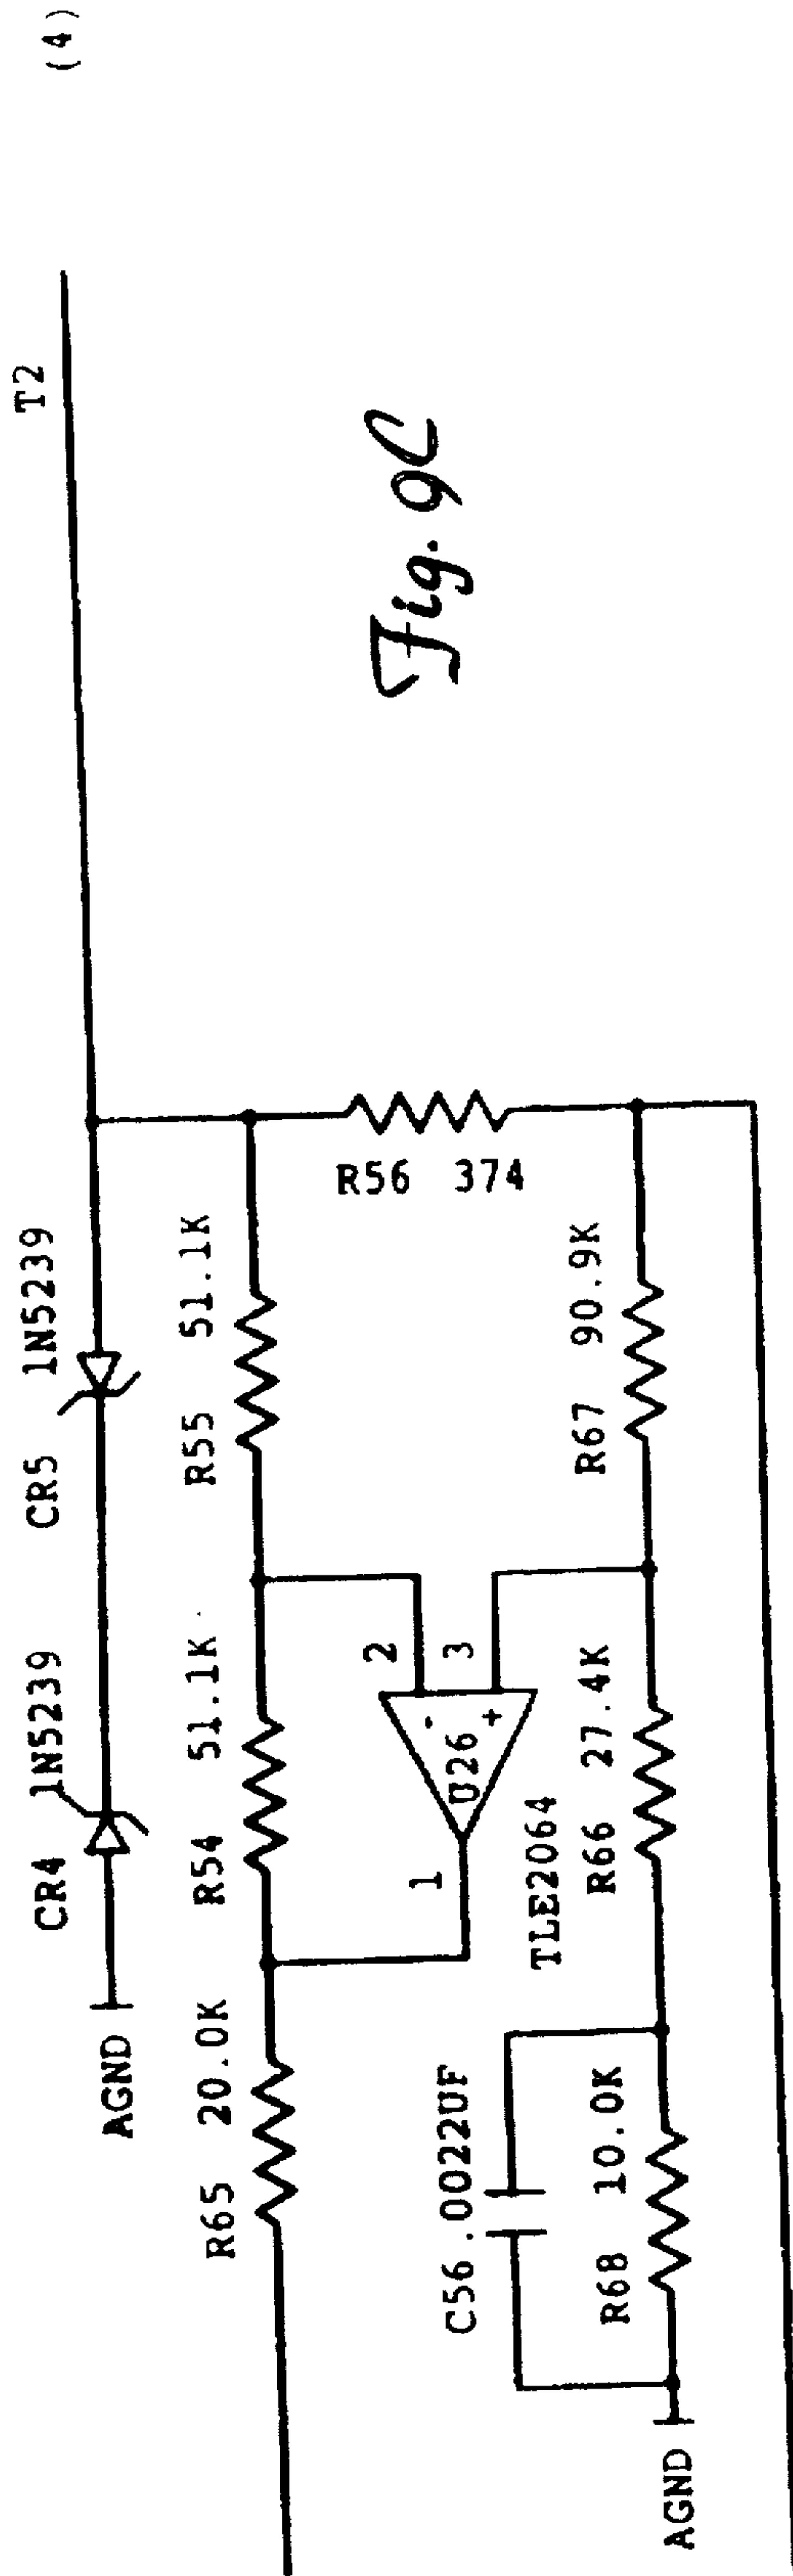 (4)
T2
CR4 1N5239
CR5 1N5239
AGND
R65 20.0K
R54 51.1K
R55 51.1K
R56 374
Fig. 9C
2
3
-
+
U26
1
TLE2064
C56 .0022UF
R66 27.4K
R67 90.9K
R68 10.0K
AGND